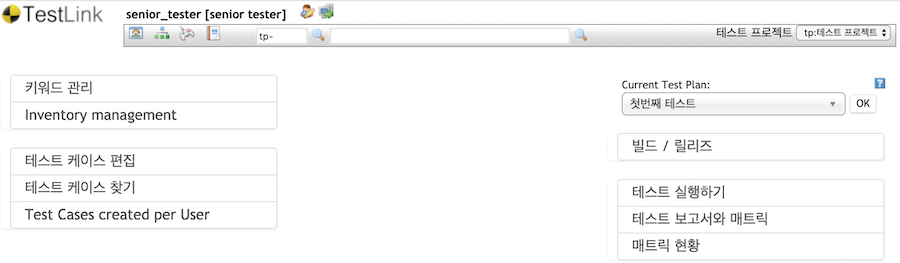 TestLink
senior_tester [senior tester]
tp-
테스트 프로젝트 tp:테스트 프로젝트
키워드 관리
Inventory management
테스트 케이스 편집
테스트 케이스 찾기
Test Cases created per User
Current Test Plan:
?
첫번째 테스트
OK
빌드 / 릴리즈
테스트 실행하기
테스트 보고서와 매트릭
매트릭 현황